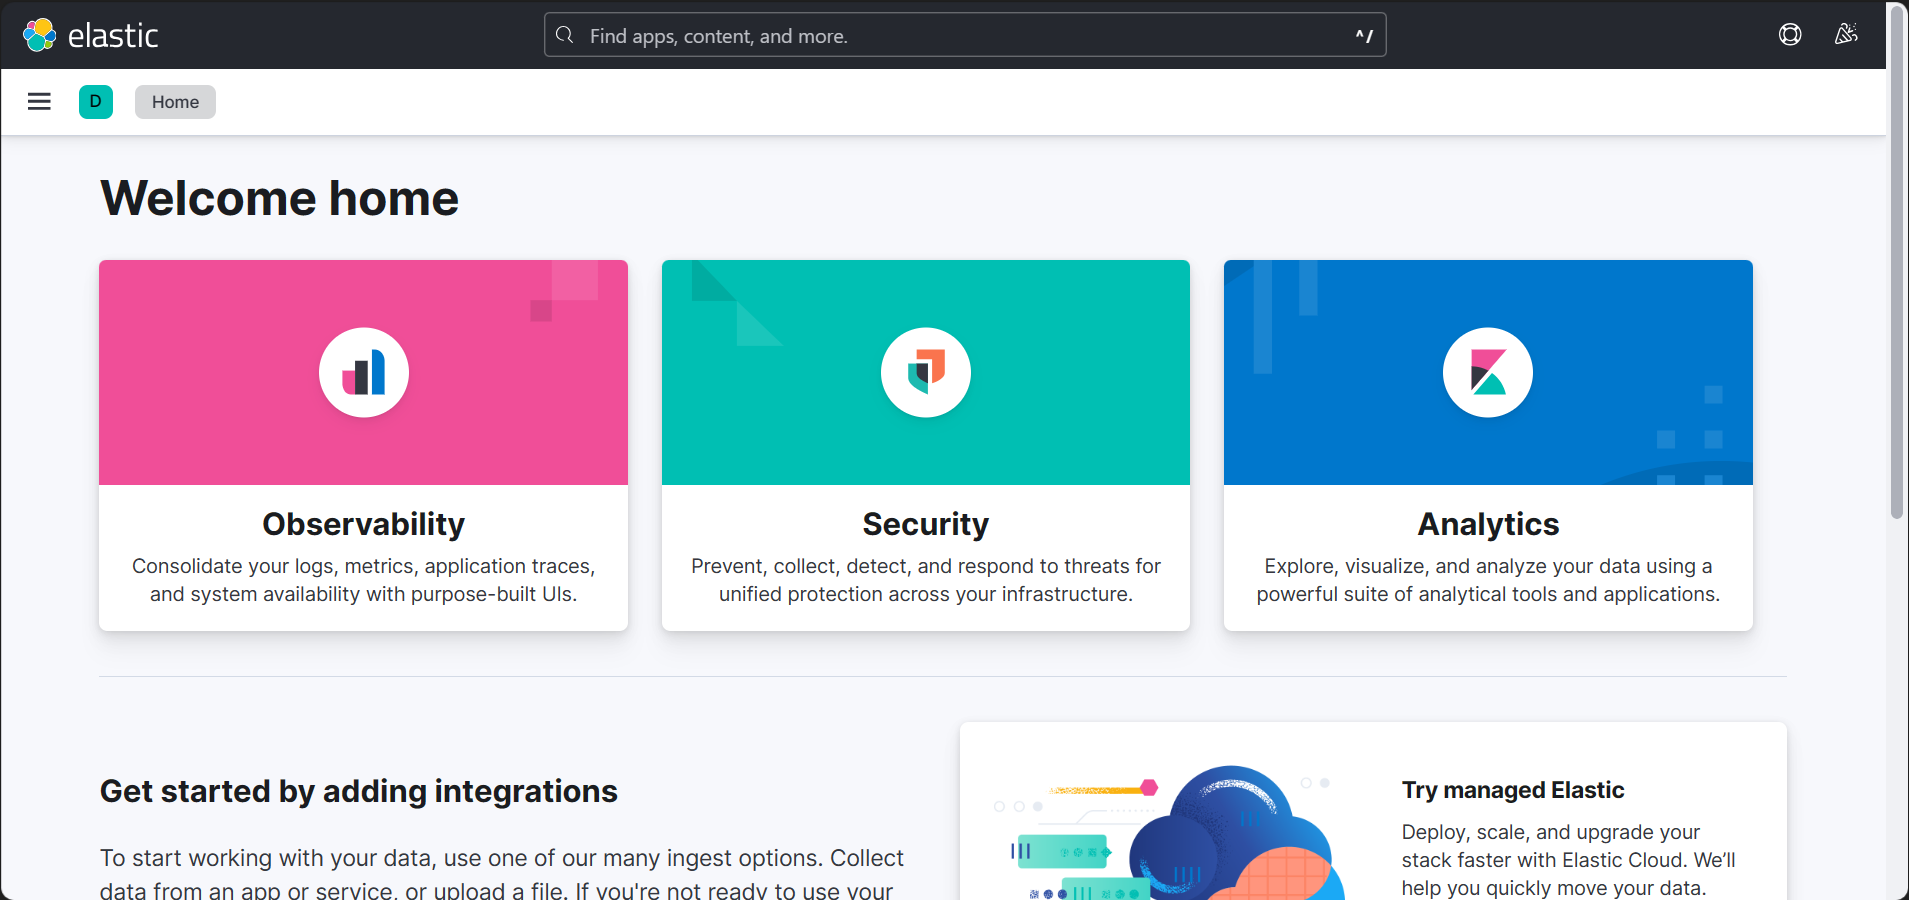 elastic
Find apps, content, and more.
^/
D
Home
Welcome home
Observability
Consolidate your logs, metrics, application traces,
and system availability with purpose-built UIs.
Security
Prevent, collect, detect, and respond to threats for
unified protection across your infrastructure.
Analytics
Explore, visualize, and analyze your data using a
powerful suite of analytical tools and applications.
Get started by adding integrations
To start working with your data, use one of our many ingest options. Collect
data from an app or service, or upload a file. If you're not ready to use your
Try managed Elastic
Deploy, scale, and upgrade your
stack faster with Elastic Cloud. We’ll
help you quickly move your data.